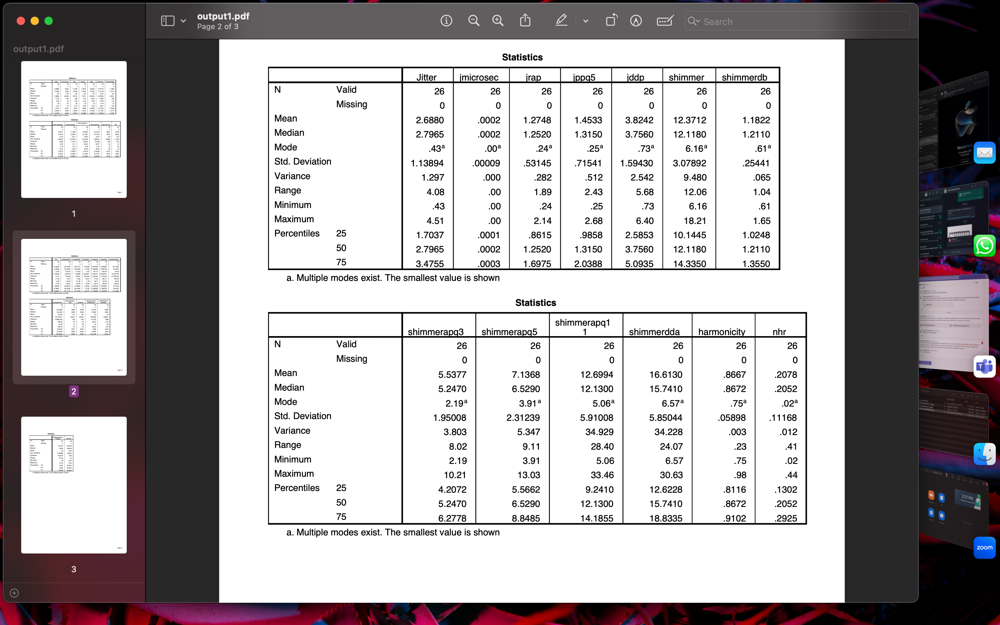 output1.pdf
Page 2 of 3
Search
output1.pdf
1
2
3
Statistics
Jitter jmicrosec jrap jppq5 jddp shimmer shimmerdb
N Valid 26 26 26 26 26 26 26
Missing 0 0 0 0 0 0 0
Mean 2.6880 .0002 1.2748 1.4533 3.8242 12.3712 1.1822
Median 2.7965 .0002 1.2520 1.3150 3.7560 12.1180 1.2110
Mode .43a .00a .24a .25a .73a 6.16a .61a
Std. Deviation 1.13894 .00009 .53145 .71541 1.59430 3.07892 .25441
Variance 1.297 .000 .282 .512 2.542 9.480 .065
Range 4.08 .00 1.89 2.43 5.68 12.06 1.04
Minimum .43 .00 .24 .25 .73 6.16 .61
Maximum 4.51 .00 2.14 2.68 6.40 18.21 1.65
Percentiles 25 1.7037 .0001 .8615 .9858 2.5853 10.1445 1.0248
50 2.7965 .0002 1.2520 1.3150 3.7560 12.1180 1.2110
75 3.4755 .0003 1.6975 2.0388 5.0935 14.3350 1.3550
a. Multiple modes exist. The smallest value is shown
Statistics
shimmerapq3 shimmerapq5 shimmerapq1
1 shimmerdda harmonicity nhr
N Valid 26 26 26 26 26 26
Missing 0 0 0 0 0 0
Mean 5.5377 7.1368 12.6994 16.6130 .8667 .2078
Median 5.2470 6.5290 12.1300 15.7410 .8672 .2052
Mode 2.19a 3.91a 5.06a 6.57a .75a .02a
Std. Deviation 1.95008 2.31239 5.91008 5.85044 .05898 .11168
Variance 3.803 5.347 34.929 34.228 .003 .012
Range 8.02 9.11 28.40 24.07 .23 .41
Minimum 2.19 3.91 5.06 6.57 .75 .02
Maximum 10.21 13.03 33.46 30.63 .98 .44
Percentiles 25 4.2072 5.5662 9.2410 12.6228 .8116 .1302
50 5.2470 6.5290 12.1300 15.7410 .8672 .2052
75 6.2778 8.8485 14.1855 18.8335 .9102 .2925
a. Multiple modes exist. The smallest value is shown
Wonderlust
T
2:27 PM
zoom